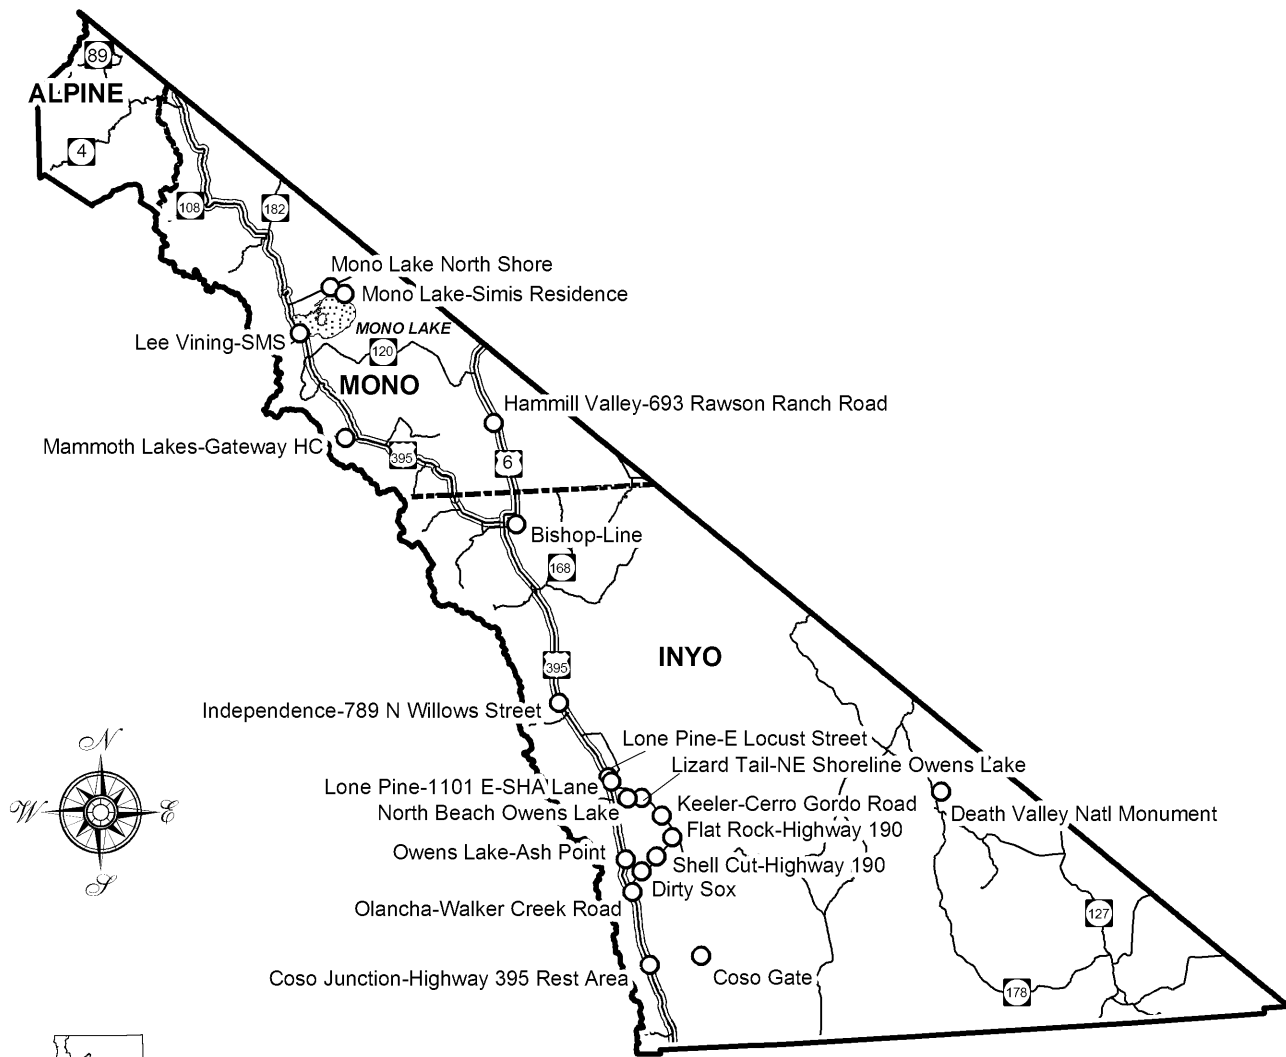 89
ALPINE
4
108
182
Mono Lake North Shore
Mono Lake-Simis Residence
MONO LAKE
Lee Vining-SMS
120
MONO
Hammill Valley-693 Rawson Ranch Road
Mammoth Lakes-Gateway HC
395
6
Bishop-Line
168
INYO
395
Independence-789 N Willows Street
N
W
E
S
Lone Pine-E Locust Street
Lizard Tail-NE Shoreline Owens Lake
Lone Pine-1101 E-SHA Lane
North Beach Owens Lake
Keeler-Cerro Gordo Road
Death Valley Natl Monument
Flat Rock-Highway 190
Owens Lake-Ash Point
Shell Cut-Highway 190
Dirty Sox
Olancha-Walker Creek Road
127
Coso Junction-Highway 395 Rest Area
Coso Gate
178